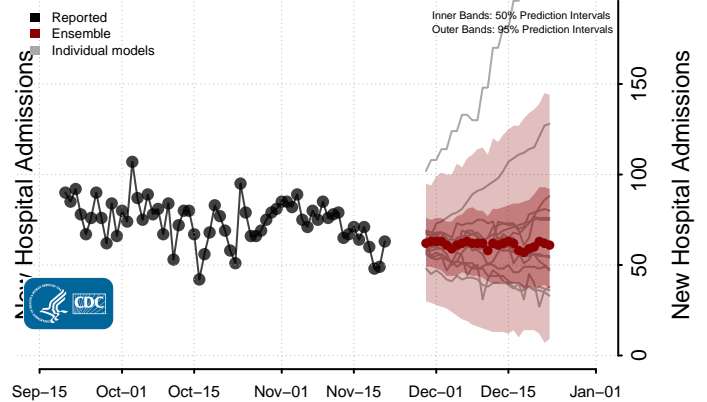 Reported
Ensemble
Individual models
Inner Bands: 50% Prediction Intervals
Outer Bands: 95% Prediction Intervals
New Hospital Admissions
0
50
100
150
New Hospital Admissions
CDC
Sep–15
Oct–01
Oct–15
Nov–01
Nov–15
Dec–01
Dec–15
Jan–01